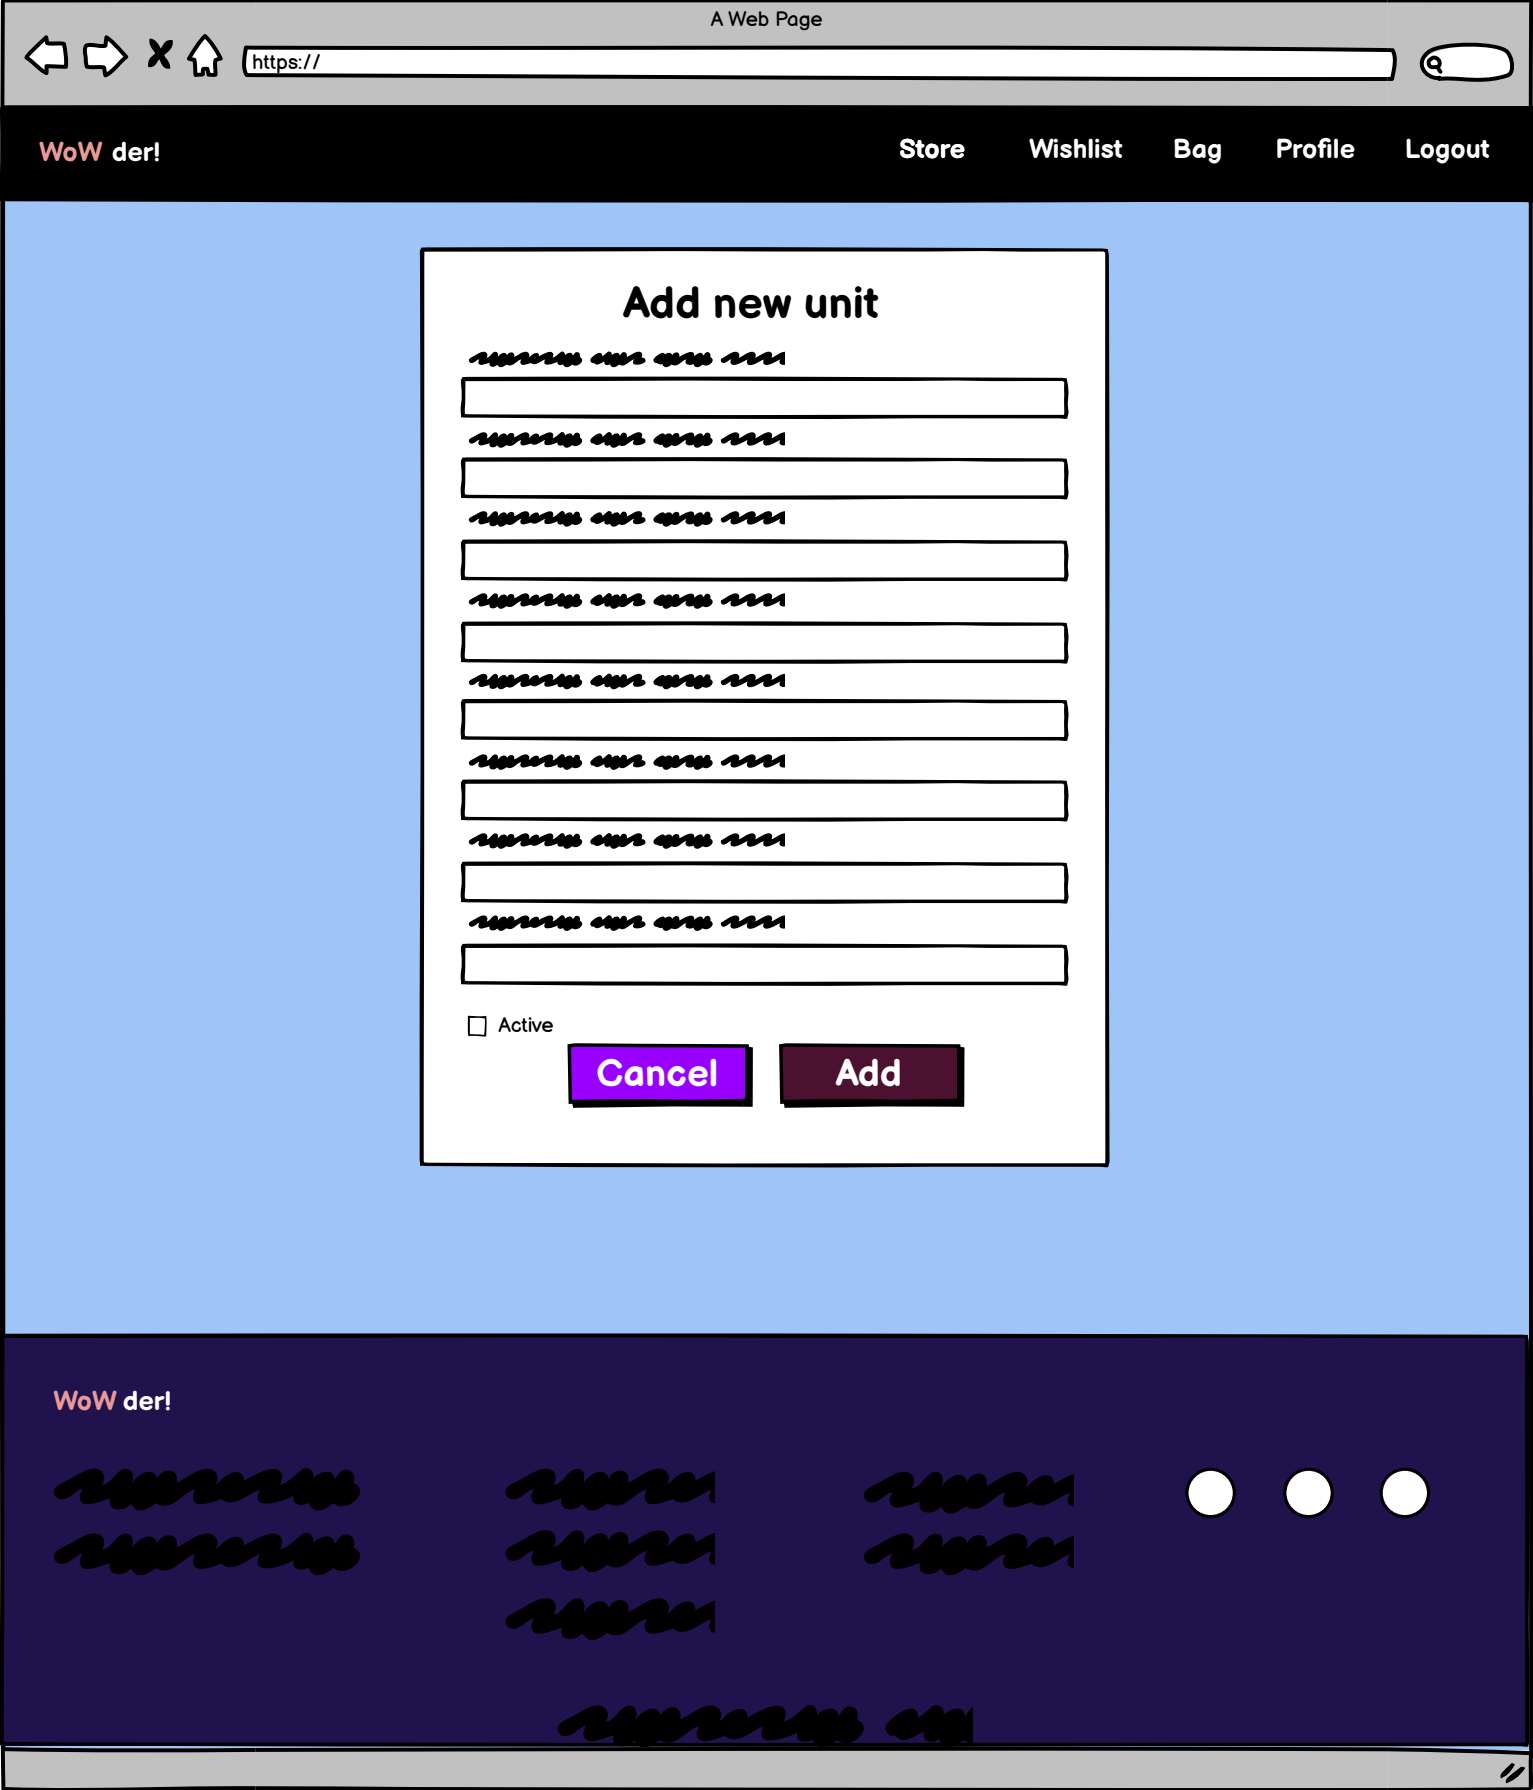 A Web Page
https://
WoW der!
Store Wishlist Bag Profile Logout
Add new unit
Active
Cancel Add
WoW der!